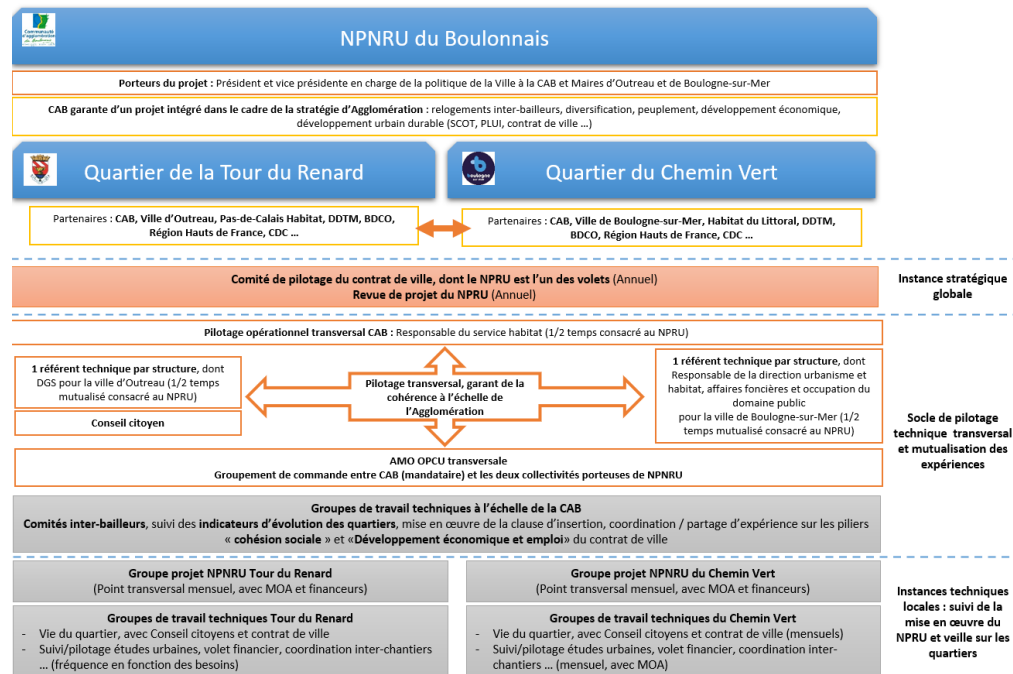 Communauté
d'agglomération
du Boulonnais
NPNRU du Boulonnais
Porteurs du projet : Président et vice présidente en charge de la politique de la Ville à la CAB et Maires d'Outreau et de Boulogne-sur-Mer
CAB garante d'un projet intégré dans le cadre de la stratégie d'Agglomération : relogements inter-bailleurs, diversification, peuplement, développement économique,
développement urbain durable (SCOT, PLUI, contrat de ville …)
Quartier de la Tour du Renard
boulogne
Quartier du Chemin Vert
Partenaires : CAB, Ville d'Outreau, Pas-de-Calais Habitat, DDTM, BDCO,
Région Hauts de France, CDC …
Partenaires : CAB, Ville de Boulogne-sur-Mer, Habitat du Littoral, DDTM,
BDCO, Région Hauts de France, CDC …
Comité de pilotage du contrat de ville, dont le NPRU est l'un des volets (Annuel)
Revue de projet du NPRU (Annuel)
Instance stratégique
globale
Pilotage opérationnel transversal CAB : Responsable du service habitat (1/2 temps consacré au NPRU)
1 référent technique par structure, dont
DGS pour la ville d'Outreau (1/2 temps
mutualisé consacré au NPRU)
Conseil citoyen
Pilotage transversal, garant de la
cohérence à l'échelle de
l'Agglomération
1 référent technique par structure, dont
Responsable de la direction urbanisme et
habitat, affaires foncières et occupation du
domaine public
pour la ville de Boulogne-sur-Mer (1/2
temps mutualisé consacré au NPRU)
AMO OPCU transversale
Groupement de commande entre CAB (mandataire) et les deux collectivités porteuses de NPNRU
Socle de pilotage
technique transversal
et mutualisation des
expériences
Groupes de travail techniques à l'échelle de la CAB
Comités inter-bailleurs, suivi des indicateurs d'évolution des quartiers, mise en œuvre de la clause d'insertion, coordination / partage d'expérience sur les piliers
« cohésion sociale » et «Développement économique et emploi» du contrat de ville
Groupe projet NPNRU Tour du Renard
(Point transversal mensuel, avec MOA et financeurs)
Groupe projet NPNRU du Chemin Vert
(Point transversal mensuel, avec MOA et financeurs)
Groupes de travail techniques Tour du Renard
- Vie du quartier, avec Conseil citoyens et contrat de ville
- Suivi/pilotage études urbaines, volet financier, coordination inter-chantiers
… (fréquence en fonction des besoins)
Groupes de travail techniques du Chemin Vert
- Vie du quartier, avec Conseil citoyens et contrat de ville (mensuels)
- Suivi/pilotage études urbaines, volet financier, coordination inter-
chantiers … (mensuel, avec MOA)
Instances techniques
locales : suivi de la
mise en œuvre du
NPRU et veille sur les
quartiers